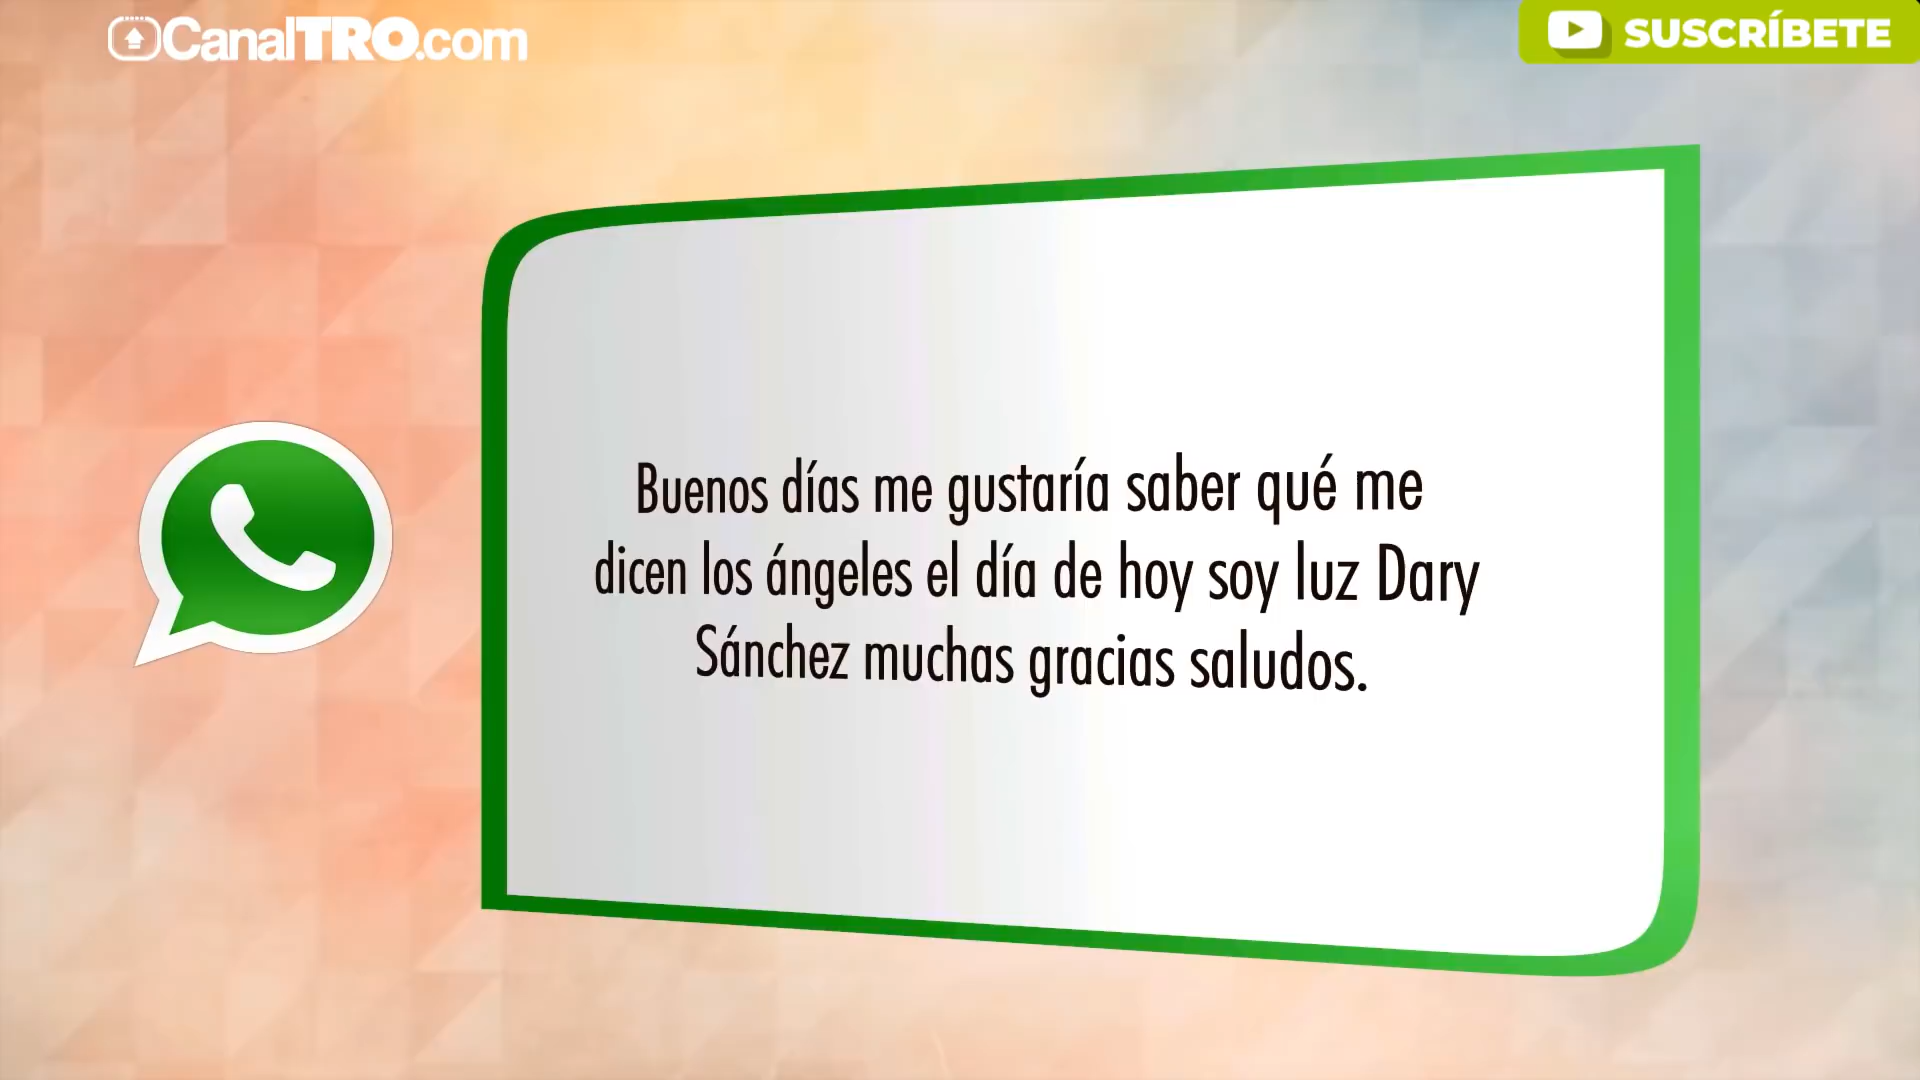 CanalTRO.com
SUSCRÍBETE
Buenos días me gustaría saber qué me
dicen los ángeles el día de hoy soy luz Dary
Sánchez muchas gracias saludos.